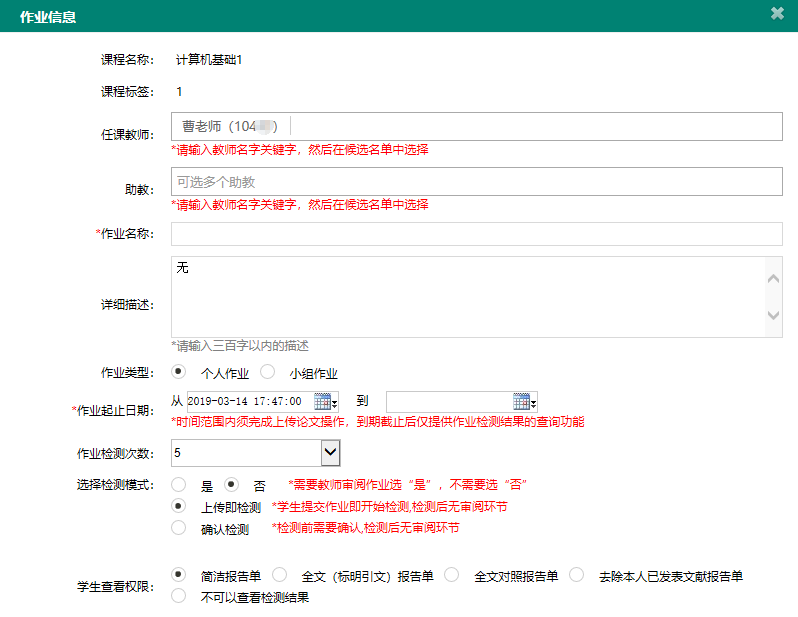 作业信息
课程名称： 计算机基础1
课程标签： 1
任课教师： 曹老师（104 ）
*请输入教师名字关键字，然后在候选名单中选择
助教： 可选多个助教
*请输入教师名字关键字，然后在候选名单中选择
*作业名称：
无
详细描述：
*请输入三百字以内的描述
作业类型： 个人作业 小组作业
*作业起止日期： 从 2019-03-14 17:47:00 到
*时间范围内须完成上传论文操作，到期截止后仅提供作业检测结果的查询功能
作业检测次数： 5
选择检测模式： 是 否 *需要教师审阅作业选“是”，不需要选“否”
上传即检测 *学生提交作业即开始检测,检测后无审阅环节
确认检测 *检测前需要确认,检测后无审阅环节
学生查看权限： 简洁报告单 全文（标明引文）报告单 全文对照报告单 去除本人已发表文献报告单
不可以查看检测结果